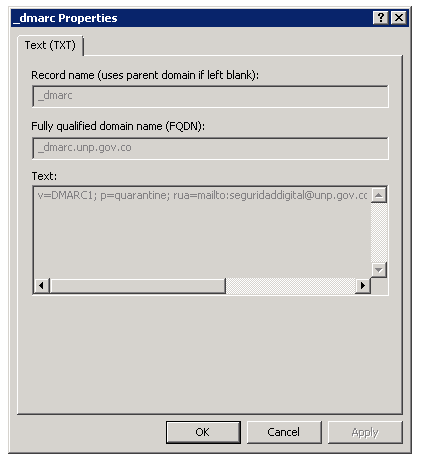 _dmarc Properties
Text (TXT)
Record name (uses parent domain if left blank):
_dmarc
Fully qualified domain name (FQDN):
_dmarc.unp.gov.co
Text:
v=DMARC1; p=quarantine; rua=mailto:seguridaddigital@unp.gov.cc
OK
Cancel
Apply